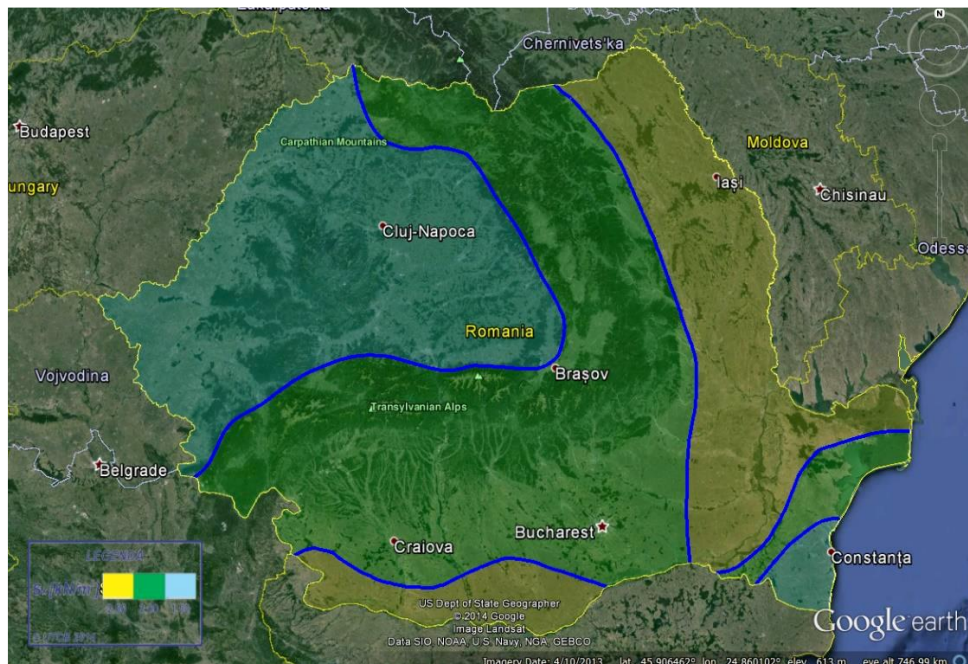 N
Chernivets'ka
Budapest
Carpathian Mountains
Moldova
Iași
ungary
Chisinau
Cluj-Napoca
Odessa
Romania
Vojvodina
Brașov
Transylvanian Alps
Belgrade
Bucharest
Craiova
Constanța
US Dept of State Geographer
© 2014 Google
Image Landsat
Data SIO, NOAA, U.S. Navy, NGA, GEBCO
Google earth
Imagery Date: 4/10/2013 lat 45.906462° lon 24.860102° elev 613 m eye alt 746.99 km